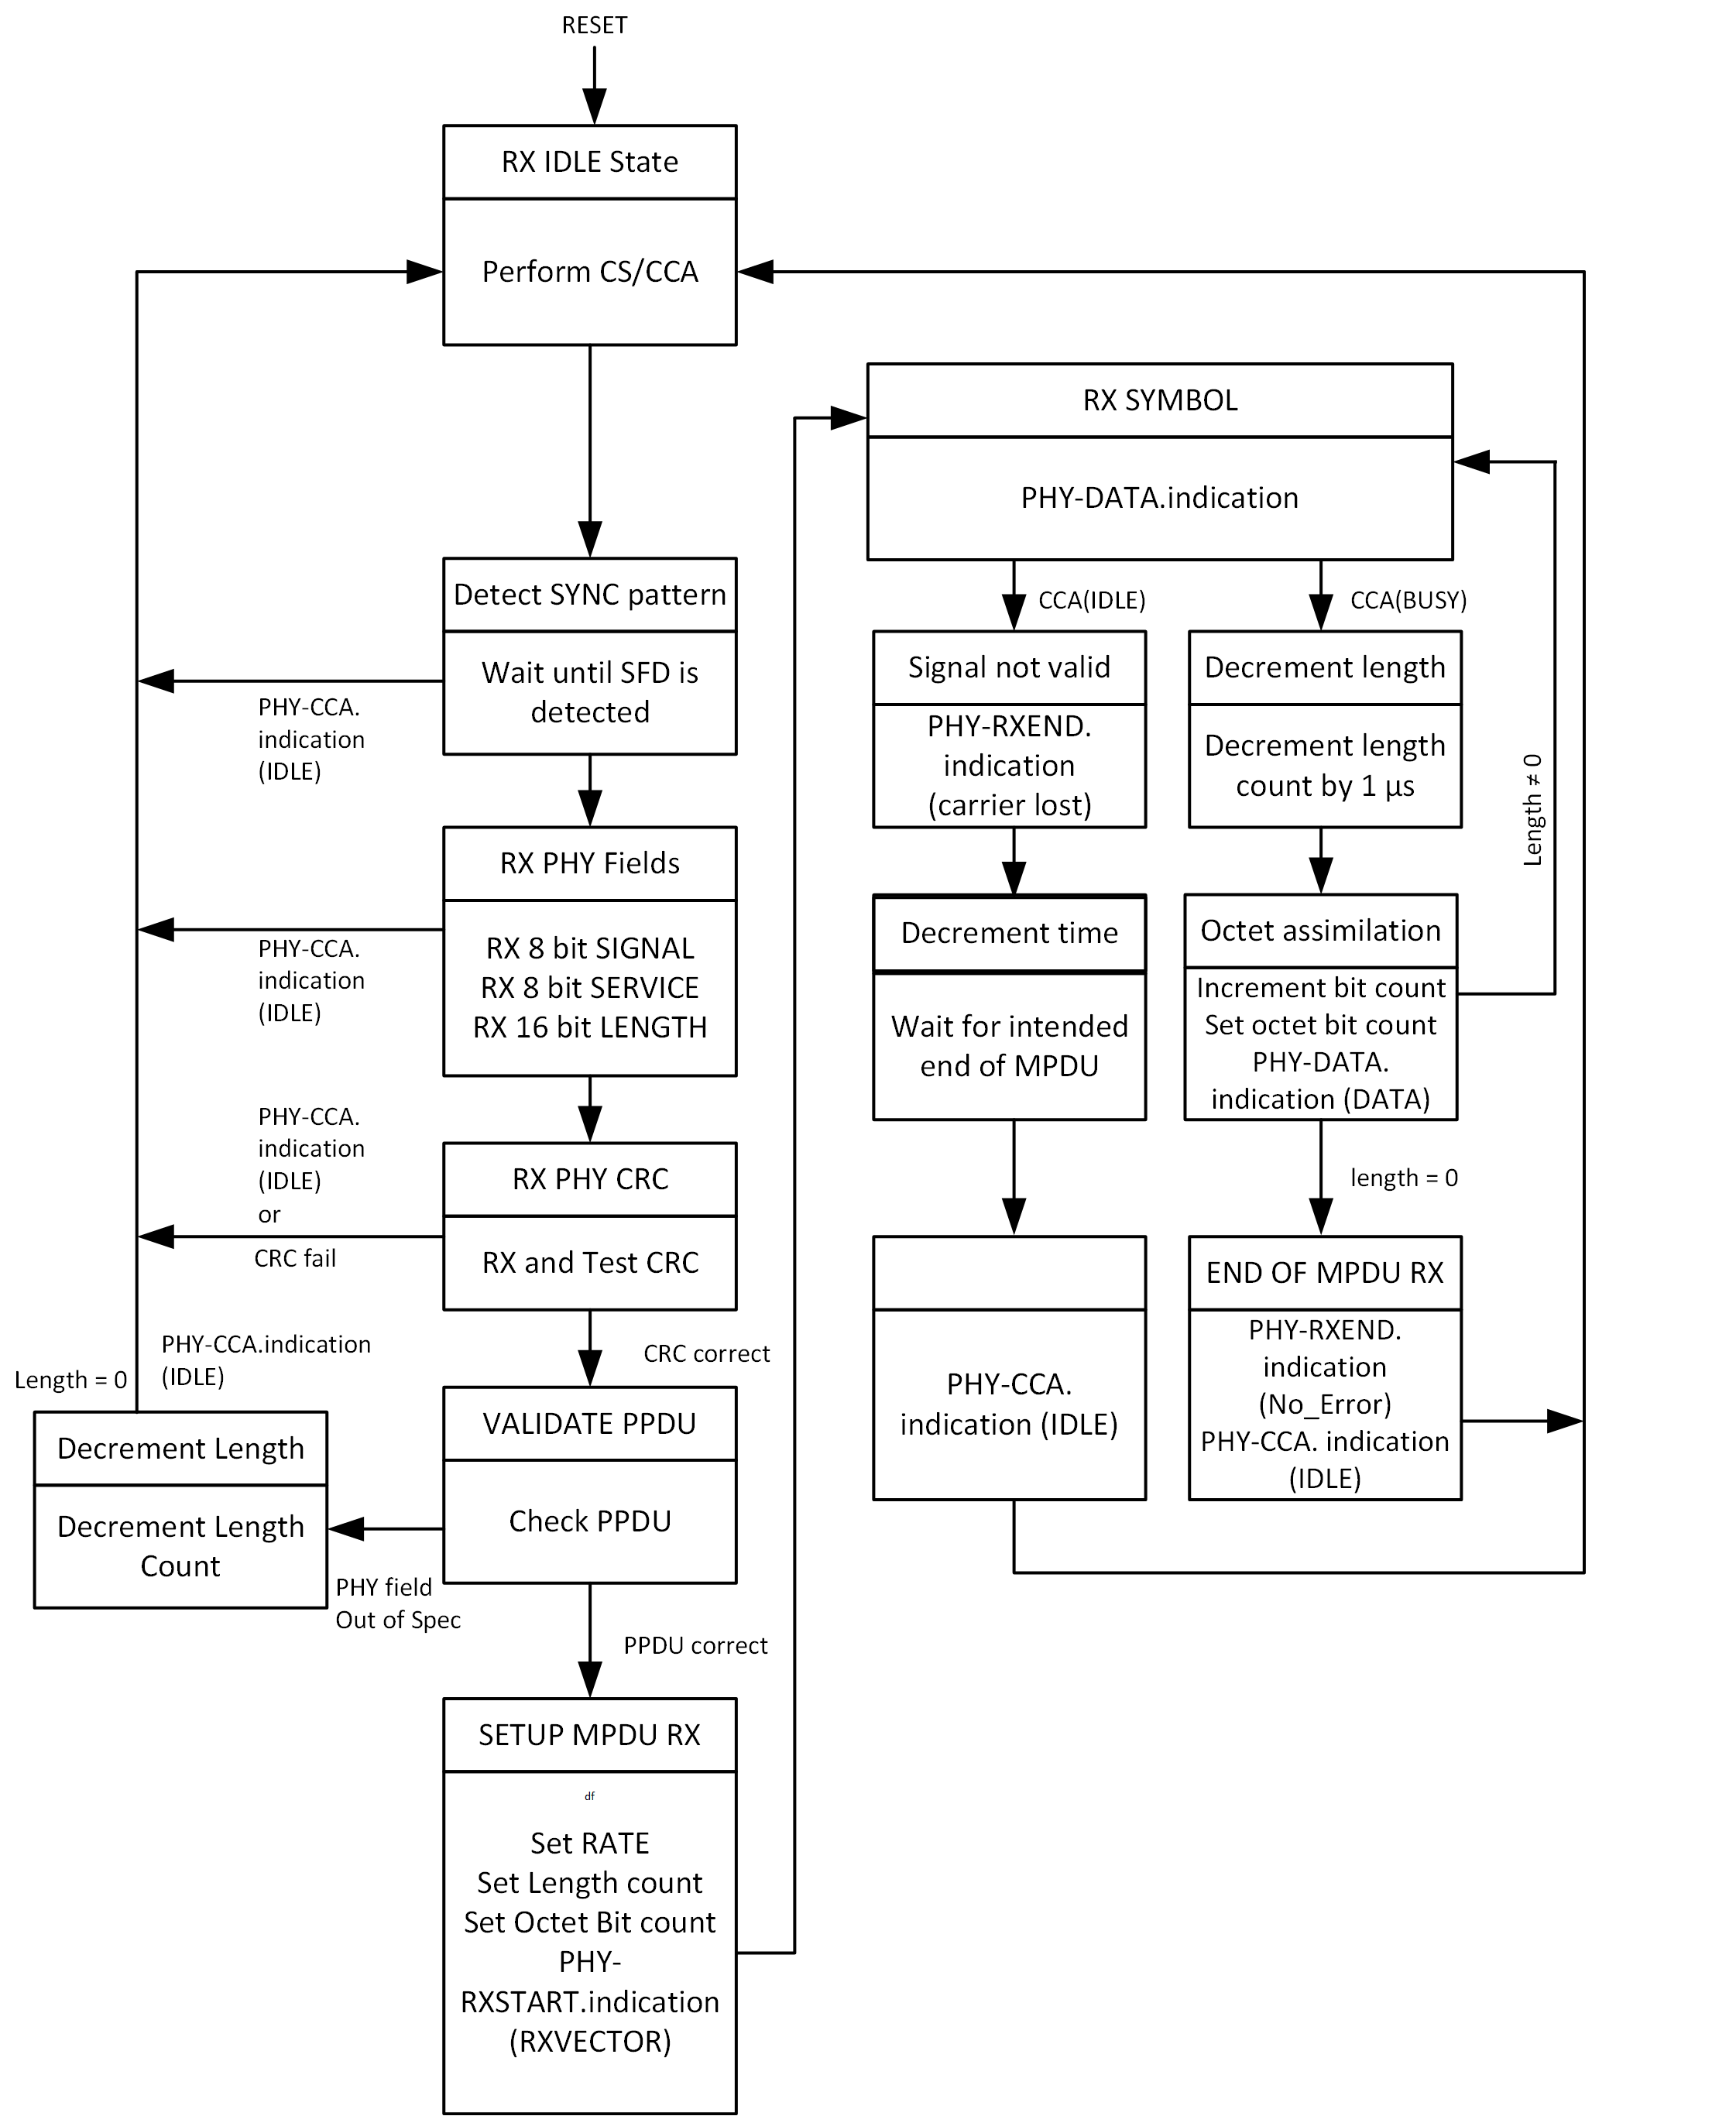 RESET
RX IDLE State
Perform CS/CCA
Detect SYNC pattern
Wait until SFD is
detected
PHY-CCA.
indication
(IDLE)
RX PHY Fields
RX 8 bit SIGNAL
RX 8 bit SERVICE
RX 16 bit LENGTH
PHY-CCA.
indication
(IDLE)
PHY-CCA.
indication
(IDLE)
or
CRC fail
RX PHY CRC
RX and Test CRC
CRC correct
PHY-CCA.indication
(IDLE)
Length = 0
Decrement Length
Decrement Length
Count
VALIDATE PPDU
Check PPDU
PHY field
Out of Spec
PPDU correct
SETUP MPDU RX
df
Set RATE
Set Length count
Set Octet Bit count
PHY-
RXSTART.indication
(RXVECTOR)
RX SYMBOL
PHY-DATA.indication
CCA(IDLE)
CCA(BUSY)
Signal not valid
PHY-RXEND.
indication
(carrier lost)
Decrement time
Wait for intended
end of MPDU
PHY-CCA.
indication (IDLE)
Decrement length
Decrement length
count by 1 µs
Octet assimilation
Increment bit count
Set octet bit count
PHY-DATA.
indication (DATA)
Length ≠ 0
length = 0
END OF MPDU RX
PHY-RXEND.
indication
(No_Error)
PHY-CCA. indication
(IDLE)